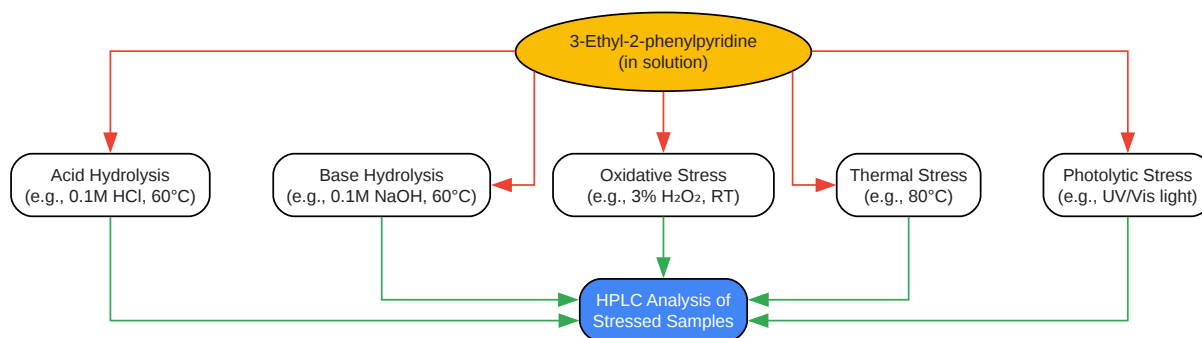 3-Ethyl-2-phenylpyridine
(in solution)
Acid Hydrolysis
(e.g., 0.1M HCl, 60°C)
Base Hydrolysis
(e.g., 0.1M NaOH, 60°C)
Oxidative Stress
(e.g., 3% H₂O₂, RT)
Thermal Stress
(e.g., 80°C)
Photolytic Stress
(e.g., UV/Vis light)
HPLC Analysis of
Stressed Samples